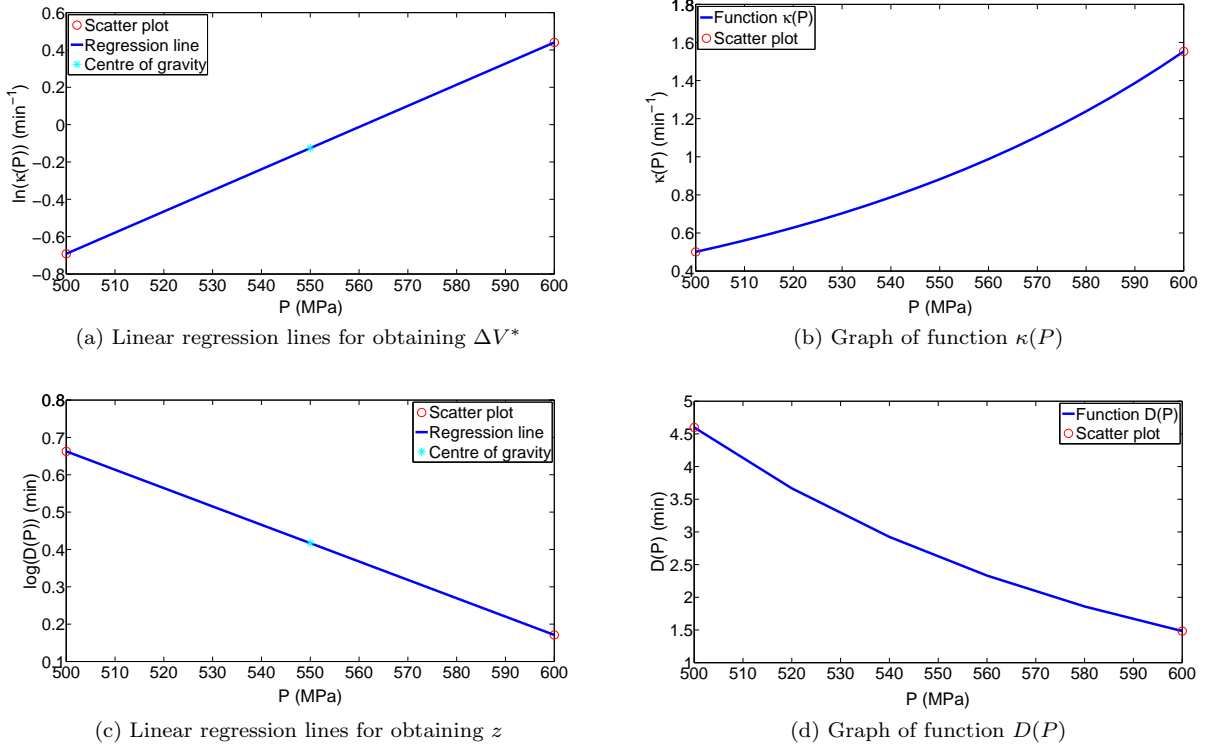 0.6
0.4
0.2
0
−0.2
−0.4
−0.6
−0.8
ln(κ(P)) (min⁻¹)
Scatter plot
Regression line
Centre of gravity
500 510 520 530 540 550 560 570 580 590 600
P (MPa)
(a) Linear regression lines for obtaining ΔV*
1.8
1.6
1.4
1.2
1
0.8
0.6
0.4
κ(P) (min⁻¹)
Function κ(P)
Scatter plot
500 510 520 530 540 550 560 570 580 590 600
P (MPa)
(b) Graph of function κ(P)
0.8
0.7
0.6
0.5
0.4
0.3
0.2
0.1
log(D(P)) (min)
Scatter plot
Regression line
Centre of gravity
500 510 520 530 540 550 560 570 580 590 600
P (MPa)
(c) Linear regression lines for obtaining z
5
4.5
4
3.5
3
2.5
2
1.5
1
D(P) (min)
Function D(P)
Scatter plot
500 510 520 530 540 550 560 570 580 590 600
P (MPa)
(d) Graph of function D(P)